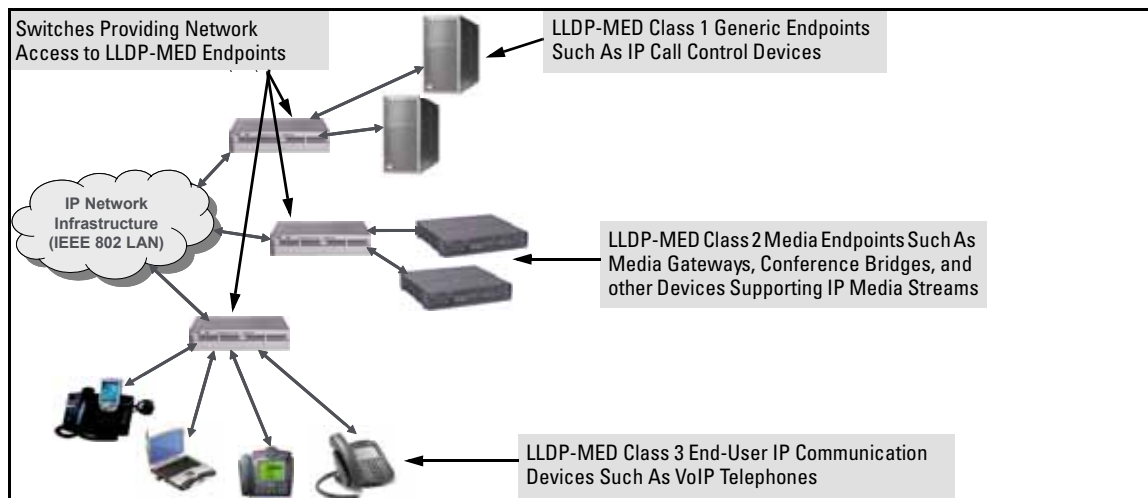 Switches Providing Network
Access to LLDP-MED Endpoints
LLDP-MED Class 1 Generic Endpoints
Such As IP Call Control Devices
IP Network
Infrastructure
(IEEE 802 LAN)
LLDP-MED Class 2 Media Endpoints Such As
Media Gateways, Conference Bridges, and
other Devices Supporting IP Media Streams
LLDP-MED Class 3 End-User IP Communication
Devices Such As VoIP Telephones